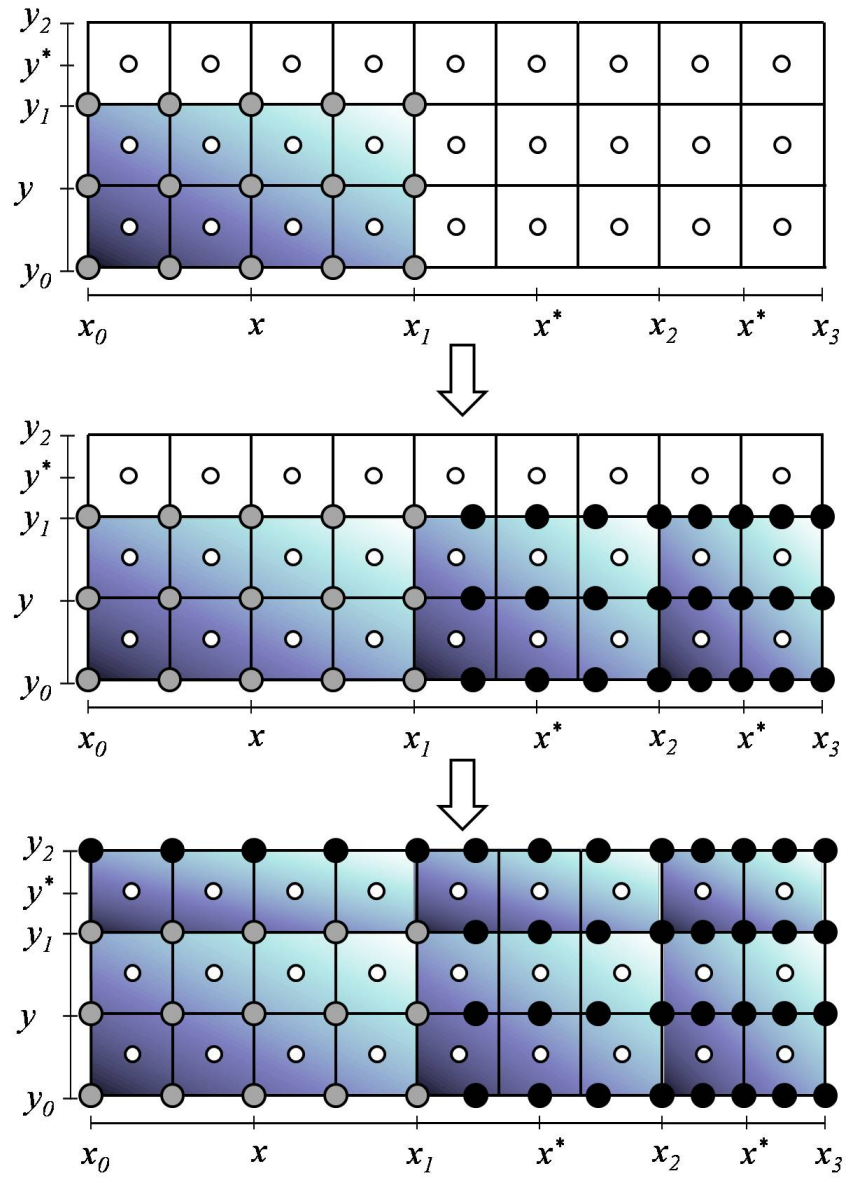 y₂
y*
y₁
y
y₀
x₀ x x₁ x* x₂ x* x₃
y₂
y*
y₁
y
y₀
x₀ x x₁ x* x₂ x* x₃
y₂
y*
y₁
y
y₀
x₀ x x₁ x* x₂ x* x₃